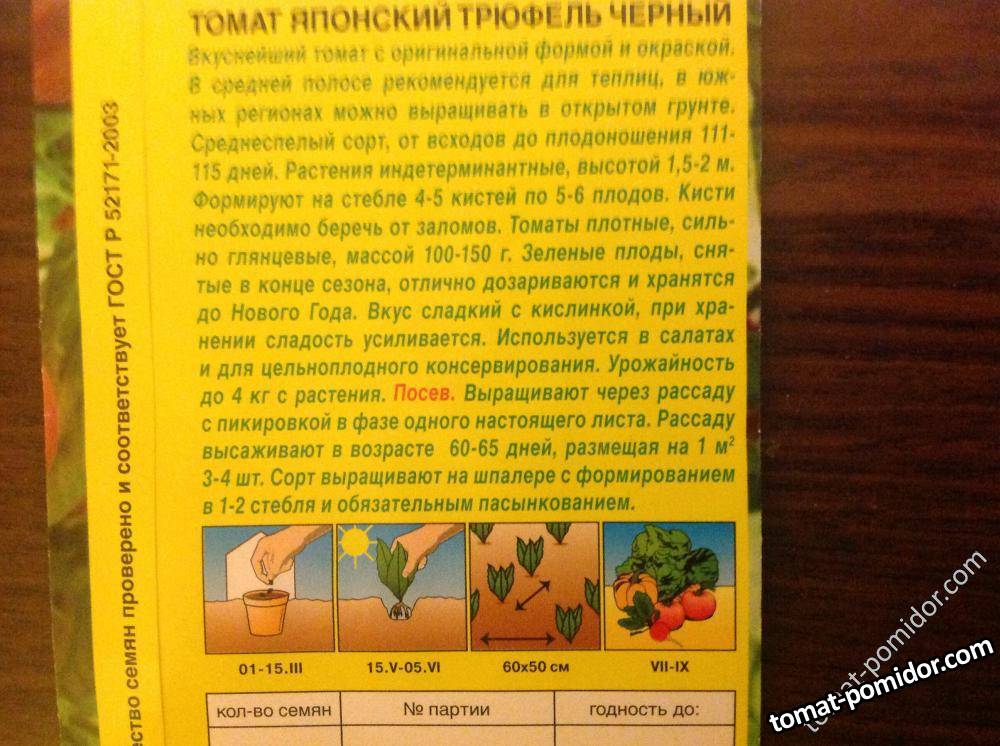 ТОМАТ ЯПОНСКИЙ ТРЮФЕЛЬ ЧЕРНЫЙ
Вкуснейший томат с оригинальной формой и окраской.
В средней полосе рекомендуется для теплиц, в юж-
ных регионах можно выращивать в открытом грунте.
Среднеспелый сорт, от всходов до плодоношения 111-
115 дней. Растения индетерминантные, высотой 1,5-2 м.
Формируют на стебле 4-5 кистей по 5-6 плодов. Кисти
необходимо беречь от заломов. Томаты плотные, силь-
но глянцевые, массой 100-150 г. Зеленые плоды, сня-
тые в конце сезона, отлично дозариваются и хранятся
до Нового Года. Вкус сладкий с кислинкой, при хра-
нении сладость усиливается. Используется в салатах
и для цельноплодного консервирования. Урожайность
до 4 кг с растения. Посев. Выращивают через рассаду
с пикировкой в фазе одного настоящего листа. Рассаду
высаживают в возрасте 60-65 дней, размещая на 1 м²
3-4 шт. Сорт выращивают на шпалере с формированием
в 1-2 стебля и обязательным пасынкованием.
01-15.III 15.V-05.VI 60х50 см VII-IX
кол-во семян № партии годность до:
ество семян проверено и соответствует ГОСТ Р 52171-2003
tomat-pomidor.com
tomat-pomidor.com